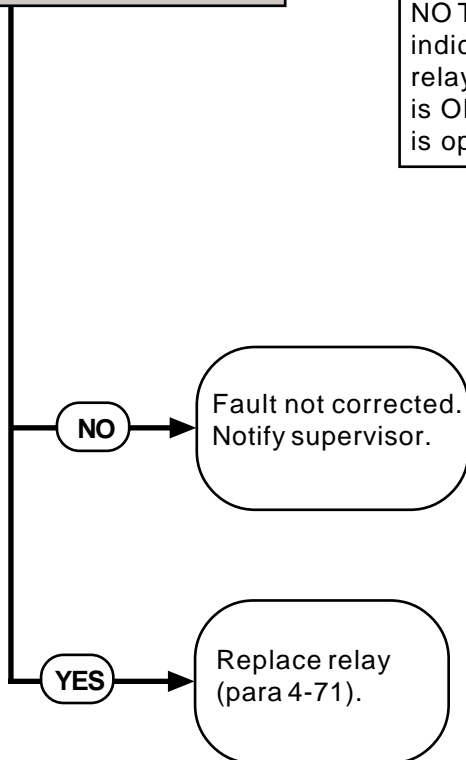 NO
indic
relay
is O
is op
NO
Fault not corrected.
Notify supervisor.
YES
Replace relay
(para 4-71).